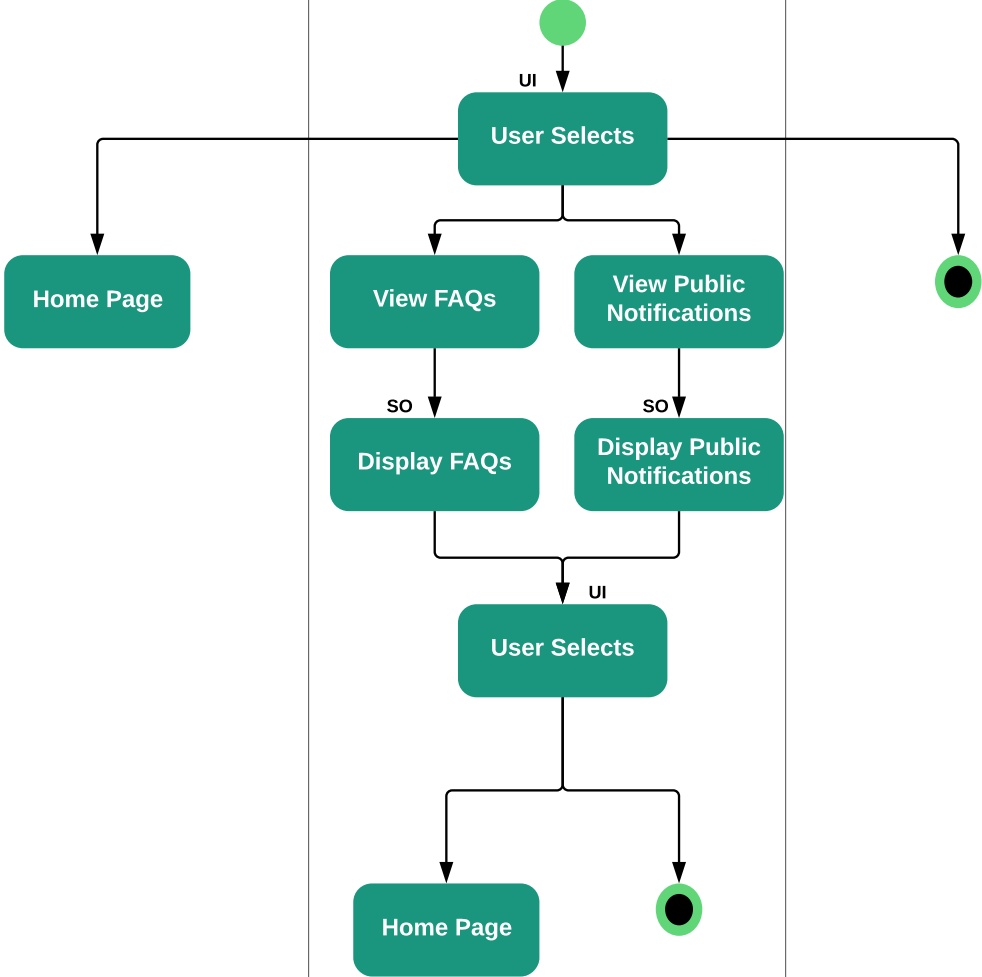 UI
User Selects
Home Page
View FAQs
View Public
Notifications
SO
SO
Display FAQs
Display Public
Notifications
UI
User Selects
Home Page